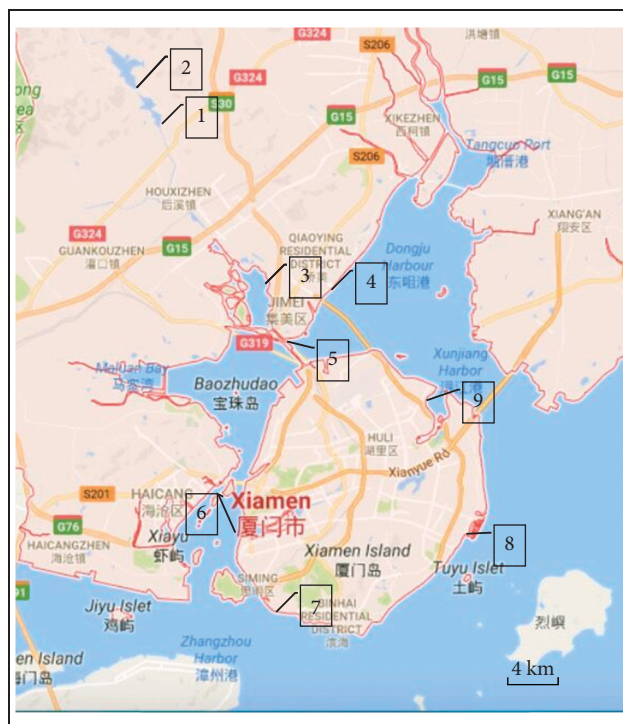 G324
S206
洪塘镇
2
G324
G15
G15
S30
1
G15
XIKEZHEN
西柯镇
S206
Tangcuo Port
HOUXIZHEN
后溪镇
XIANG'AN
翔安区
G324
G15
QIAOYING
RESIDENTIAL
DISTRICT
GUANKOUZHEN
灌口镇
Dongju
Harbour
东咀港
3
4
JIMEI
集美区
G319
5
Maluan Bay
马銮湾
Xunjiang
Harbor
Baozhudao
宝珠岛
9
HULI
湖里区
Xianyue Rd
S201
HAICANG
海沧区
Xiamen
厦门市
6
G76
HAICANGZHEN
海沧镇
Xiayu
虾屿
8
Xiamen Island
厦门岛
Tuyu Islet
土屿
SIMING
思明区
91
Jiyu Islet
鸡屿
7
BINHAI
RESIDENTIAL
DISTRICT
滨海
烈嶼
Zhangzhou
Harbor
漳州港
men Island
海门岛
4 km